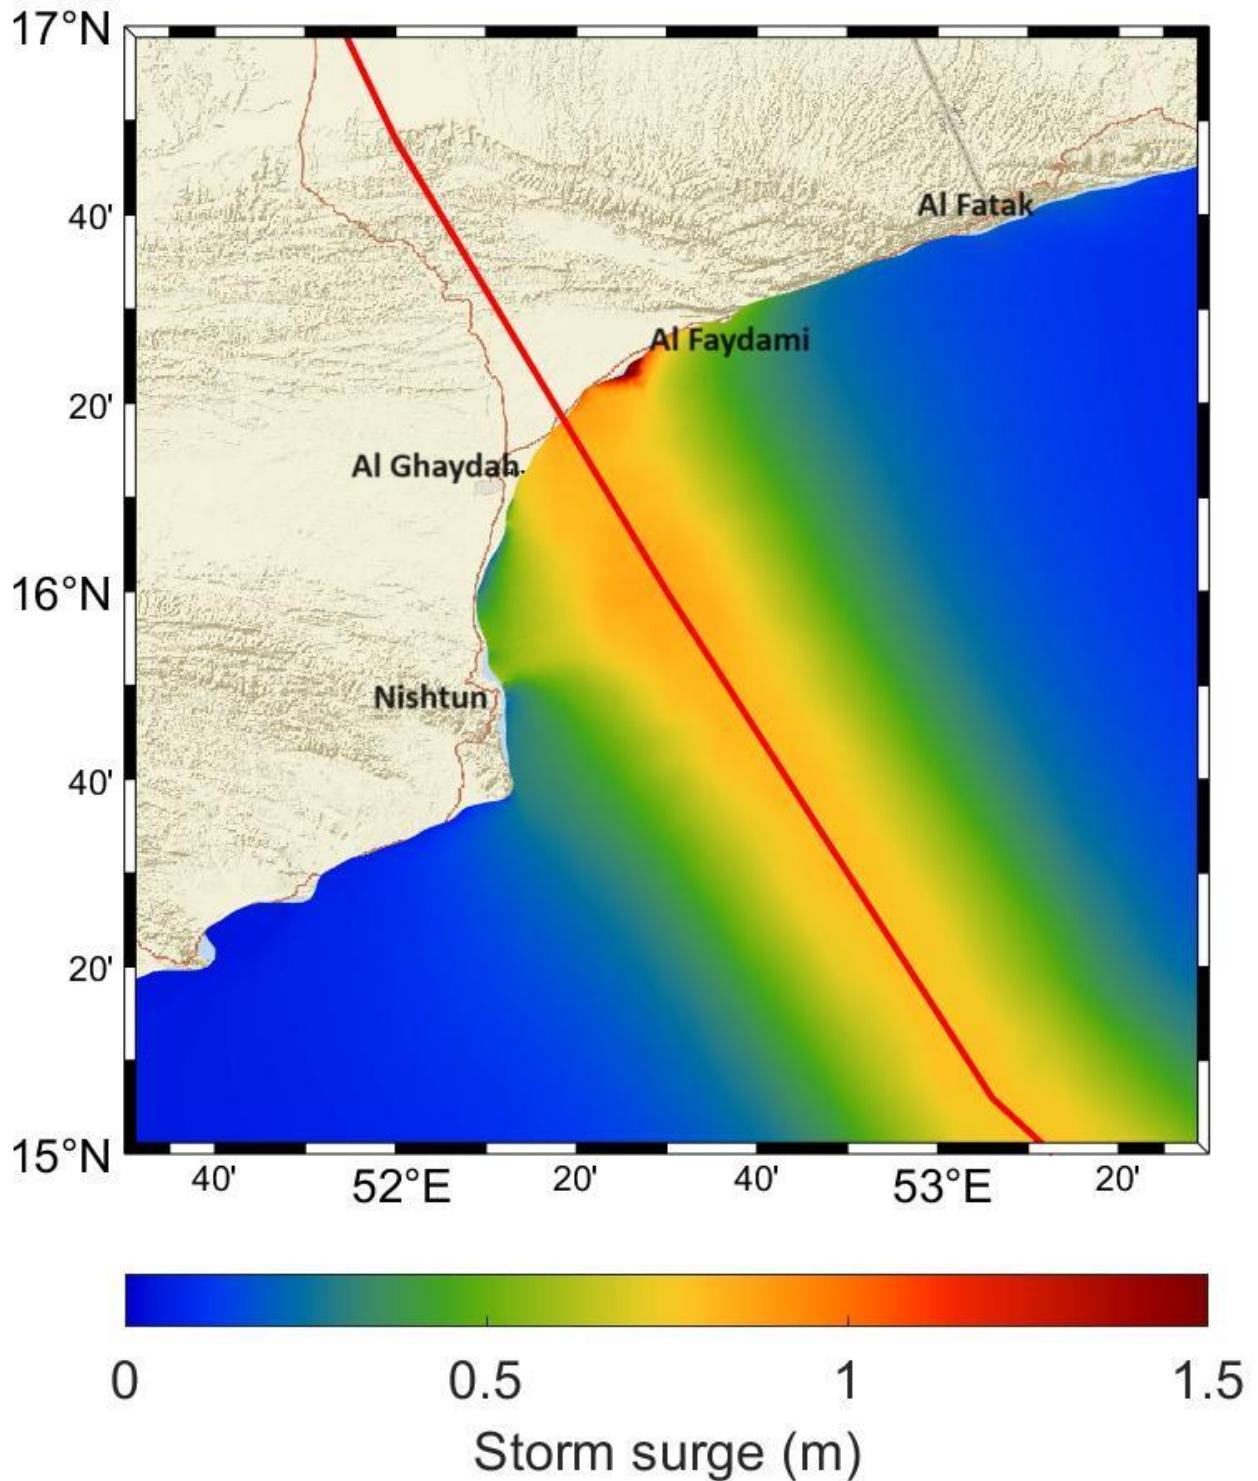 17°N
40'
Al Fatak
Al Faydami
20'
Al Ghaydah
16°N
Nishtun
40'
20'
15°N
40'
52°E
20'
40'
53°E
20'
0
0.5
1
1.5
Storm surge (m)